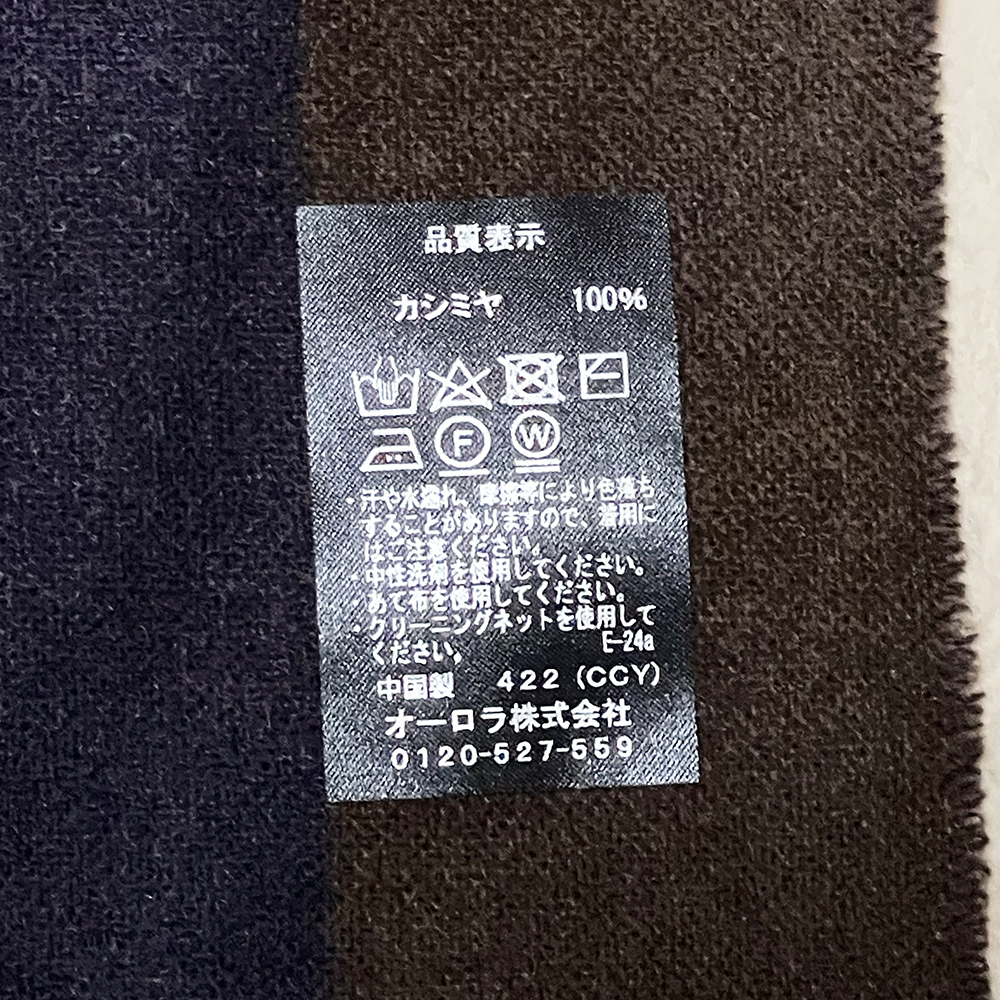 品質表示
カシミヤ 100%
F W
・汗や水濡れ、摩擦等により色落ち
することがありますので、着用に
はご注意ください。
・中性洗剤を使用してください。
あて布を使用してください。
・クリーニングネットを使用して
ください。 E-24a
中国製 422 (CCY)
オーロラ株式会社
0120-527-559